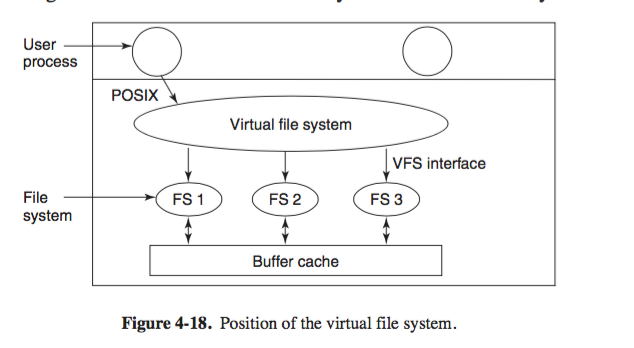 User
process
POSIX
Virtual file system
VFS interface
File
system
FS 1
FS 2
FS 3
Buffer cache
Figure 4-18. Position of the virtual file system.